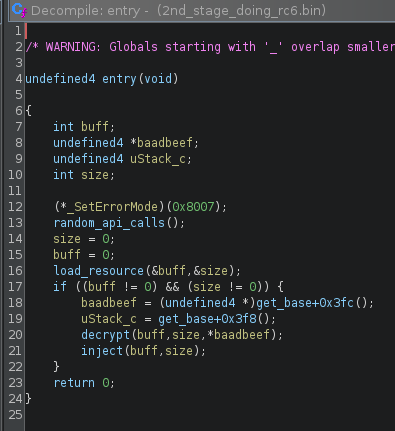 Decompile: entry - (2nd_stage_doing_rc6.bin)
1
2 /* WARNING: Globals starting with '_' overlap smaller
3
4 undefined4 entry(void)
5
6 {
7 int buff;
8 undefined4 *baadbeef;
9 undefined4 uStack_c;
10 int size;
11
12 (*_SetErrorMode)(0x8007);
13 random_api_calls();
14 size = 0;
15 buff = 0;
16 load_resource(&buff,&size);
17 if ((buff != 0) && (size != 0)) {
18 baadbeef = (undefined4 *)get_base+0x3fc();
19 uStack_c = get_base+0x3f8();
20 decrypt(buff,size,*baadbeef);
21 inject(buff,size);
22 }
23 return 0;
24 }
25